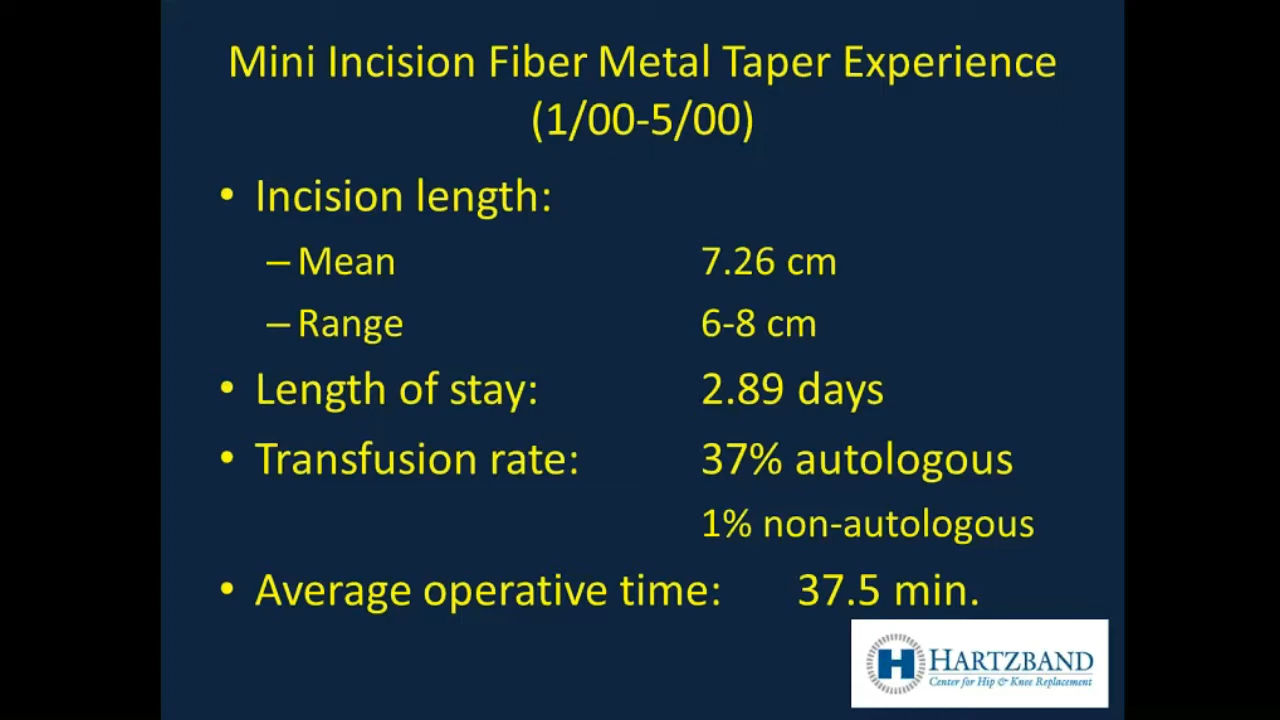 Mini Incision Fiber Metal Taper Experience
(1/00-5/00)
• Incision length:
– Mean 7.26 cm
– Range 6-8 cm
• Length of stay: 2.89 days
• Transfusion rate: 37% autologous
1% non-autologous
• Average operative time: 37.5 min.
H HARTZBAND
Center for Hip & Knee Replacement